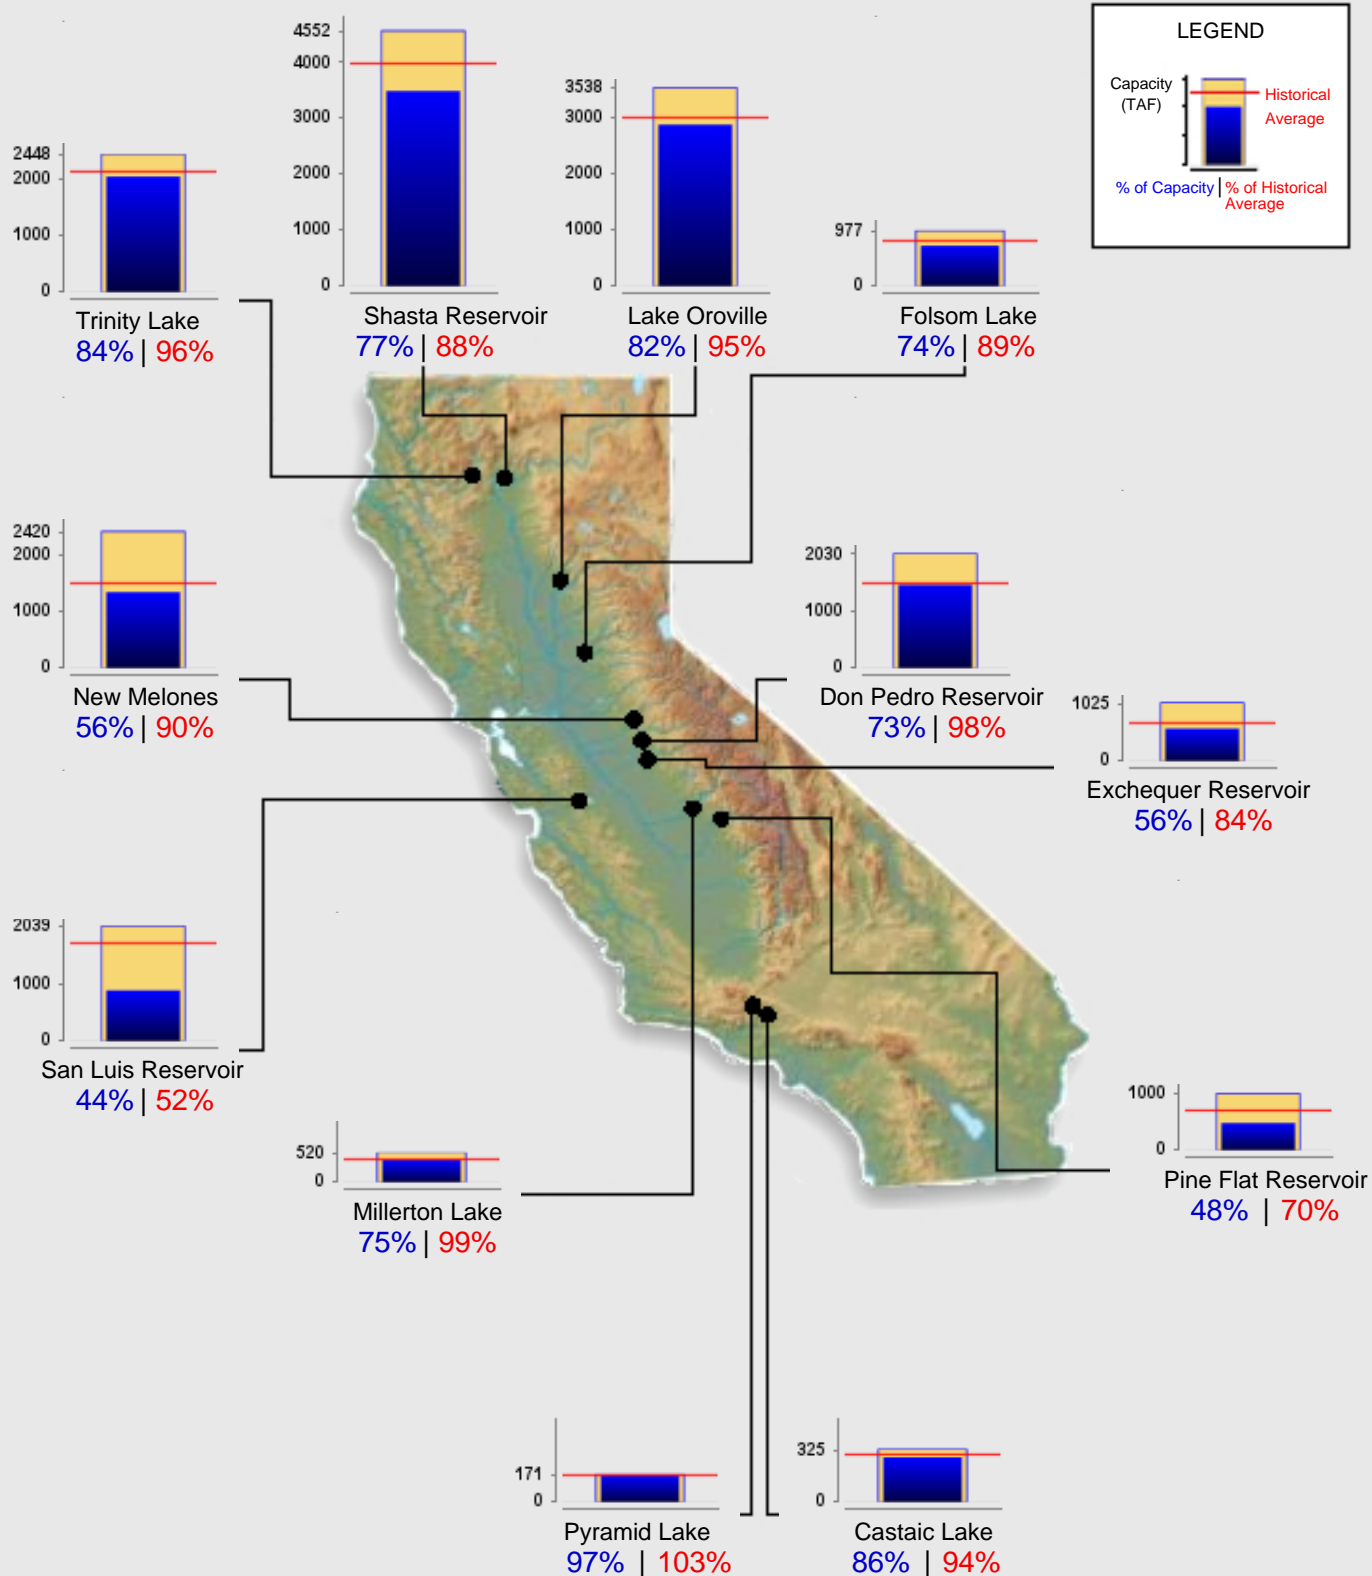 LEGEND
Capacity
(TAF)
Historical
Average
% of Capacity | % of Historical
Average
4552
4000
3000
2000
1000
0
Shasta Reservoir
77% | 88%
3538
3000
2000
1000
0
Lake Oroville
82% | 95%
2448
2000
1000
0
Trinity Lake
84% | 96%
977
0
Folsom Lake
74% | 89%
2420
2000
1000
0
New Melones
56% | 90%
2030
1000
0
Don Pedro Reservoir
73% | 98%
1025
0
Exchequer Reservoir
56% | 84%
2039
1000
0
San Luis Reservoir
44% | 52%
520
0
Millerton Lake
75% | 99%
1000
0
Pine Flat Reservoir
48% | 70%
171
0
Pyramid Lake
97% | 103%
325
0
Castaic Lake
86% | 94%